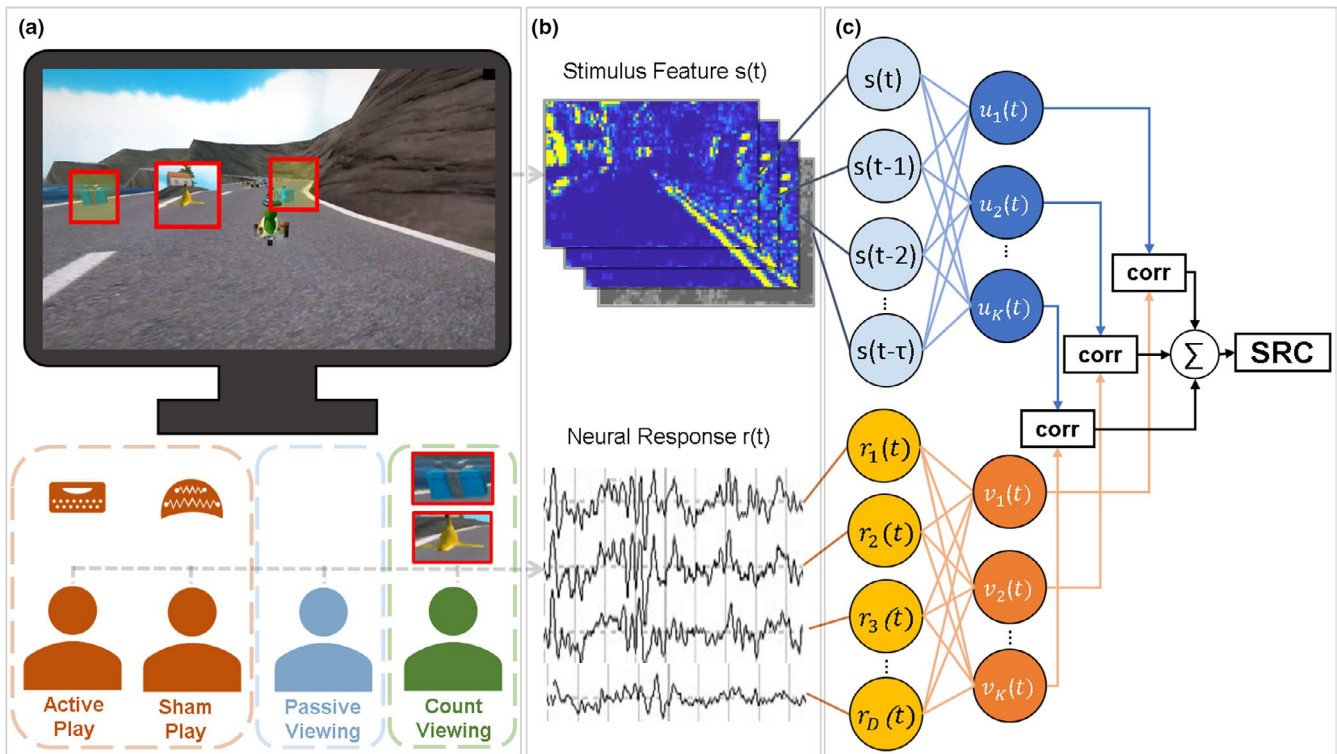 (a)
Active
Play
Sham
Play
Passive
Viewing
Count
Viewing
(b)
Stimulus Feature s(t)
Neural Response r(t)
(c)
s(t)
s(t-1)
s(t-2)
⋮
s(t-τ)
u₁(t)
u₂(t)
⋮
u_K(t)
r₁(t)
r₂(t)
r₃(t)
⋮
r_D(t)
v₁(t)
v₂(t)
⋮
v_K(t)
corr
corr
corr
Σ
SRC